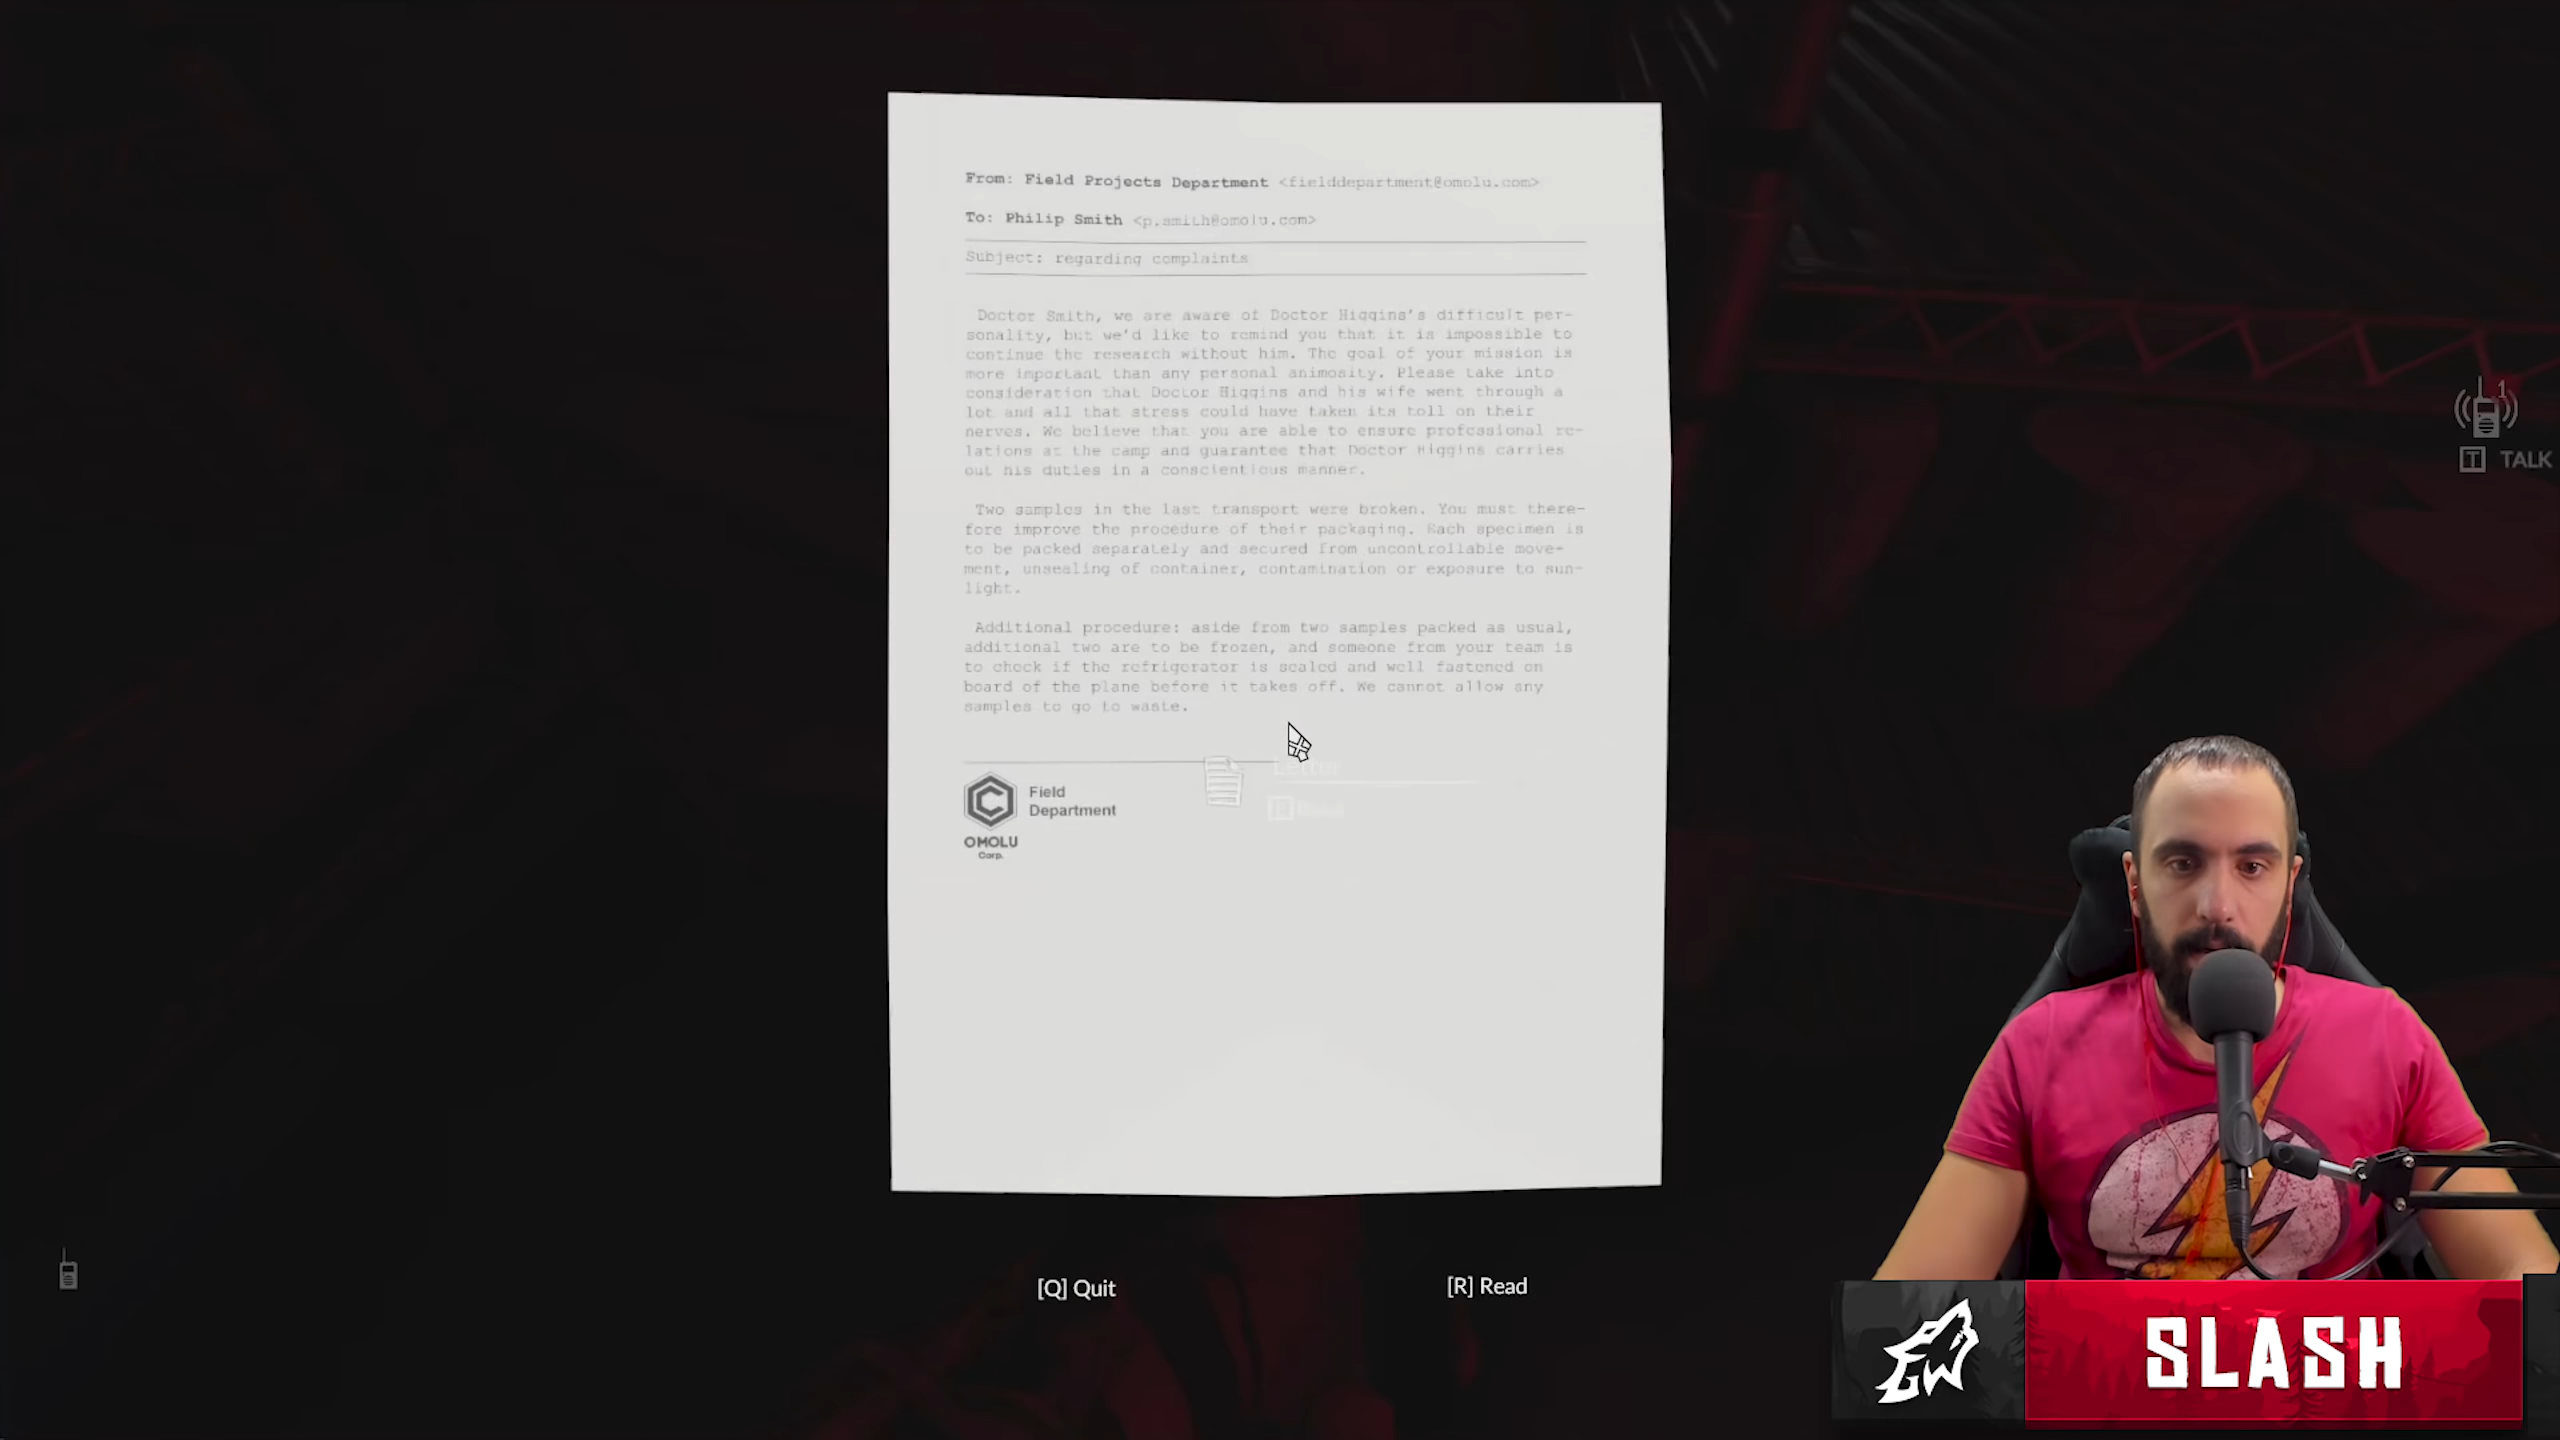 From: Field Projects Department <fielddepartment@omolu.com>
To: Philip Smith <p.smith@omolu.com>
Subject: regarding complaints
Doctor Smith, we are aware of Doctor Higgins's difficult per-
sonality, but we'd like to remind you that it is impossible to
continue the research without him. The goal of your mission is
more important than any personal animosity. Please take into
consideration that Doctor Higgins and his wife went through a
lot and all that stress could have taken its toll on their
nerves. We believe that you are able to ensure professional re-
lations at the camp and guarantee that Doctor Higgins carries
out his duties in a conscientious manner.
Two samples in the last transport were broken. You must there-
fore improve the procedure of their packaging. Each specimen is
to be packed separately and secured from uncontrollable move-
ment, unsealing of container, contamination or exposure to sun-
light.
Additional procedure: aside from two samples packed as usual,
additional two are to be frozen, and someone from your team is
to check if the refrigerator is sealed and well fastened on
board of the plane before it takes off. We cannot allow any
samples to go to waste.
Letter
Field
Department
OMOLU
Corp.
1
[T] TALK
[Q] Quit
[R] Read
SLASH